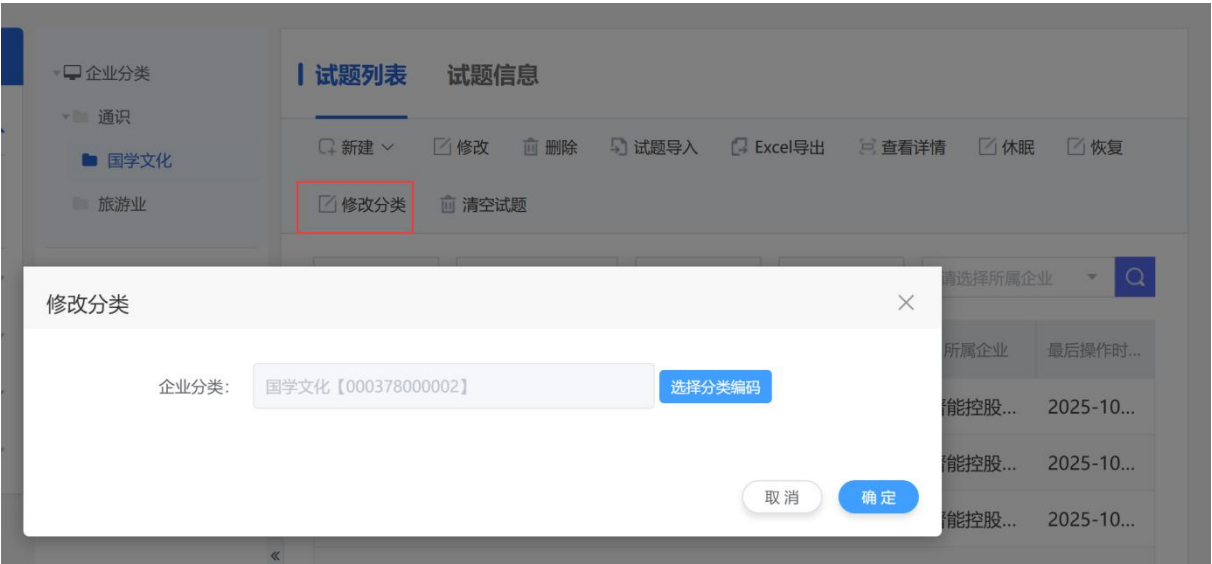 企业分类
通识
国学文化
旅游业
试题列表 试题信息
新建 修改 删除 试题导入 Excel导出 查看详情 休眠 恢复
修改分类 清空试题
请选择所属企业
所属企业 最后操作时...
能控股... 2025-10...
能控股... 2025-10...
能控股... 2025-10...
修改分类
企业分类: 国学文化【000378000002】 选择分类编码
取消 确定